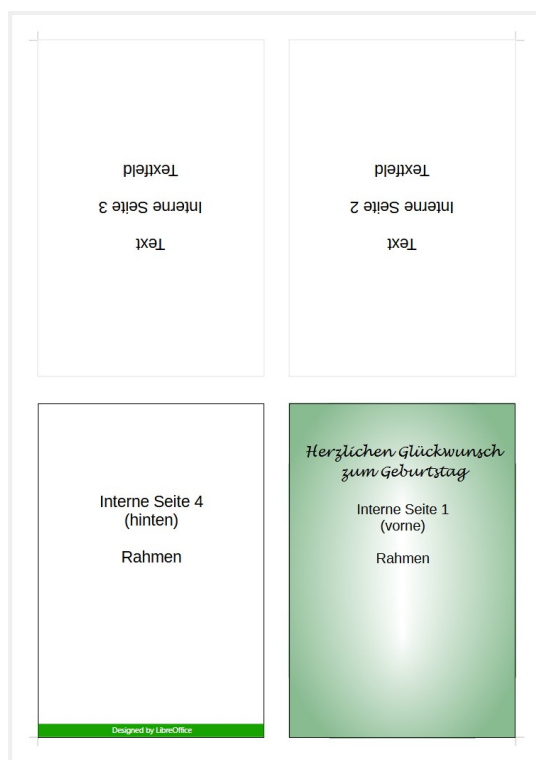 Text
Interne Seite 3
Textfeld
Text
Interne Seite 2
Textfeld
Interne Seite 4
(hinten)
Rahmen
Designed by LibreOffice
Herzlichen Glückwunsch
zum Geburtstag
Interne Seite 1
(vorne)
Rahmen